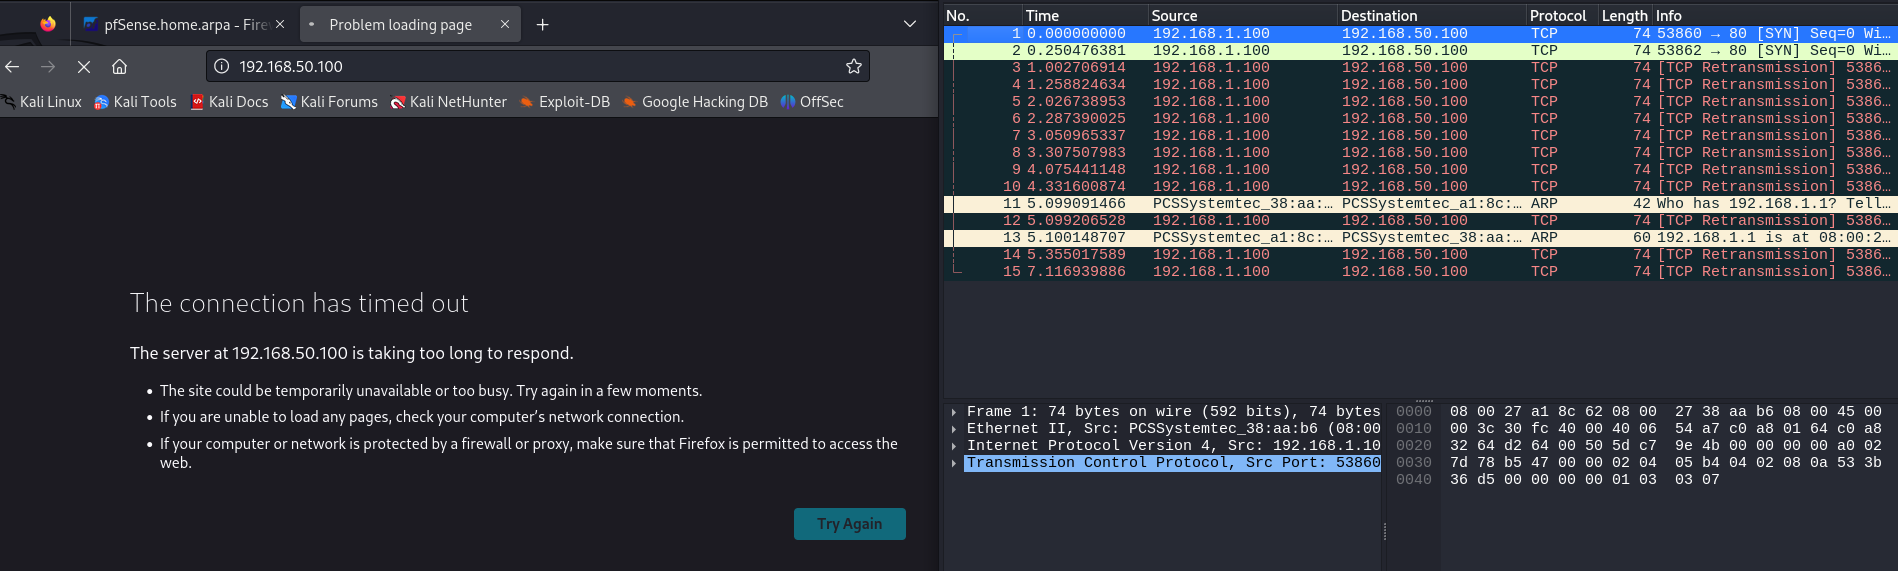 pfSense.home.arpa - Fire
Problem loading page
192.168.50.100
Kali Linux Kali Tools Kali Docs Kali Forums Kali NetHunter Exploit-DB Google Hacking DB OffSec
The connection has timed out
The server at 192.168.50.100 is taking too long to respond.
The site could be temporarily unavailable or too busy. Try again in a few moments.
If you are unable to load any pages, check your computer’s network connection.
If your computer or network is protected by a firewall or proxy, make sure that Firefox is permitted to access the
web.
Try Again
No. Time Source Destination Protocol Length Info
1 0.000000000 192.168.1.100 192.168.50.100 TCP 74 53860 → 80 [SYN] Seq=0 Wi…
2 0.250476381 192.168.1.100 192.168.50.100 TCP 74 53862 → 80 [SYN] Seq=0 Wi…
3 1.002706914 192.168.1.100 192.168.50.100 TCP 74 [TCP Retransmission] 5386…
4 1.258824634 192.168.1.100 192.168.50.100 TCP 74 [TCP Retransmission] 5386…
5 2.026738953 192.168.1.100 192.168.50.100 TCP 74 [TCP Retransmission] 5386…
6 2.287390025 192.168.1.100 192.168.50.100 TCP 74 [TCP Retransmission] 5386…
7 3.050965337 192.168.1.100 192.168.50.100 TCP 74 [TCP Retransmission] 5386…
8 3.307507983 192.168.1.100 192.168.50.100 TCP 74 [TCP Retransmission] 5386…
9 4.075441148 192.168.1.100 192.168.50.100 TCP 74 [TCP Retransmission] 5386…
10 4.331600874 192.168.1.100 192.168.50.100 TCP 74 [TCP Retransmission] 5386…
11 5.099091466 PCSSystemtec_38:aa:… PCSSystemtec_a1:8c:… ARP 42 Who has 192.168.1.1? Tell…
12 5.099206528 192.168.1.100 192.168.50.100 TCP 74 [TCP Retransmission] 5386…
13 5.100148707 PCSSystemtec_a1:8c:… PCSSystemtec_38:aa:… ARP 60 192.168.1.1 is at 08:00:2…
14 5.355017589 192.168.1.100 192.168.50.100 TCP 74 [TCP Retransmission] 5386…
15 7.116939886 192.168.1.100 192.168.50.100 TCP 74 [TCP Retransmission] 5386…
Frame 1: 74 bytes on wire (592 bits), 74 bytes
Ethernet II, Src: PCSSystemtec_38:aa:b6 (08:00
Internet Protocol Version 4, Src: 192.168.1.10
Transmission Control Protocol, Src Port: 53860
0000 08 00 27 a1 8c 62 08 00 27 38 aa b6 08 00 45 00
0010 00 3c 30 fc 40 00 40 06 54 a7 c0 a8 01 64 c0 a8
0020 32 64 d2 64 00 50 5d c7 9e 4b 00 00 00 00 a0 02
0030 7d 78 b5 47 00 00 02 04 05 b4 04 02 08 0a 53 3b
0040 36 d5 00 00 00 00 01 03 03 07